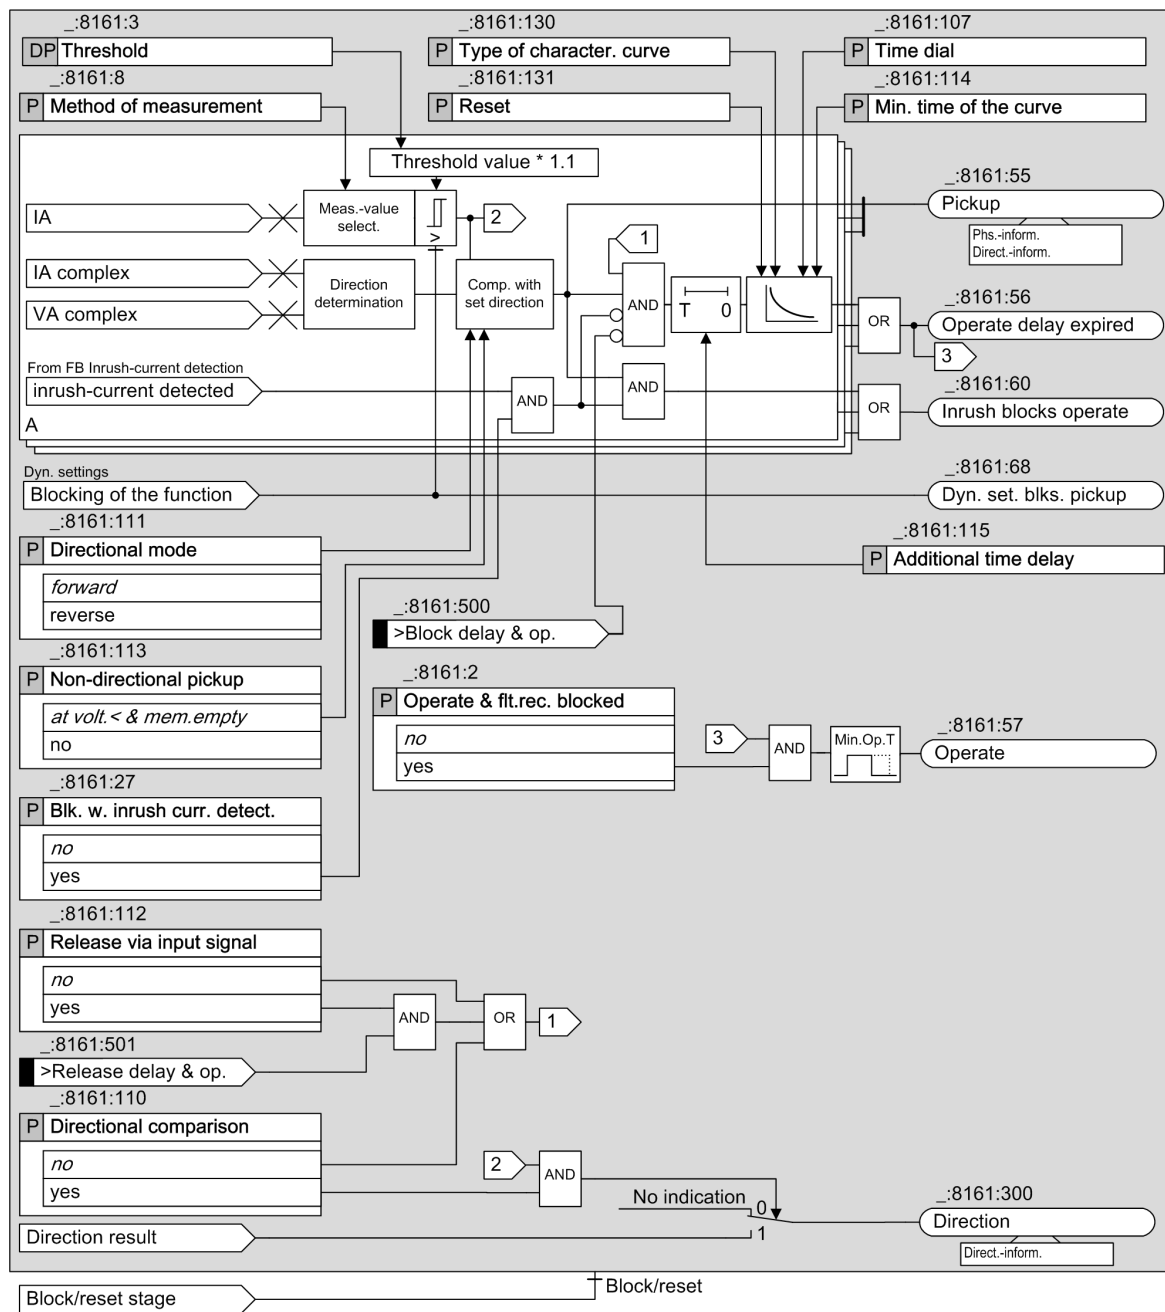 _:8161:3
DP Threshold
_:8161:130
P Type of character. curve
_:8161:107
P Time dial
_:8161:8
P Method of measurement
_:8161:131
P Reset
_:8161:114
P Min. time of the curve
Threshold value * 1.1
IA
Meas.-value
select.
>
2
_:8161:55
Pickup
Phs.-inform.
Direct.-inform.
1
IA complex
VA complex
Direction
determination
Comp. with
set direction
AND
T 0
OR
_:8161:56
Operate delay expired
3
From FB Inrush-current detection
inrush-current detected
AND
AND
OR
_:8161:60
Inrush blocks operate
A
Dyn. settings
Blocking of the function
_:8161:68
Dyn. set. blks. pickup
_:8161:111
P Directional mode
forward
reverse
_:8161:115
P Additional time delay
_:8161:500
>Block delay & op.
_:8161:113
P Non-directional pickup
at volt.< & mem.empty
no
_:8161:2
P Operate & flt.rec. blocked
no
yes
3
AND
Min.Op.T
_:8161:57
Operate
_:8161:27
P Blk. w. inrush curr. detect.
no
yes
_:8161:112
P Release via input signal
no
yes
AND
OR
1
_:8161:501
>Release delay & op.
_:8161:110
P Directional comparison
no
yes
2
AND
No indication
0
1
_:8161:300
Direction
Direct.-inform.
Direction result
Block/reset
Block/reset stage